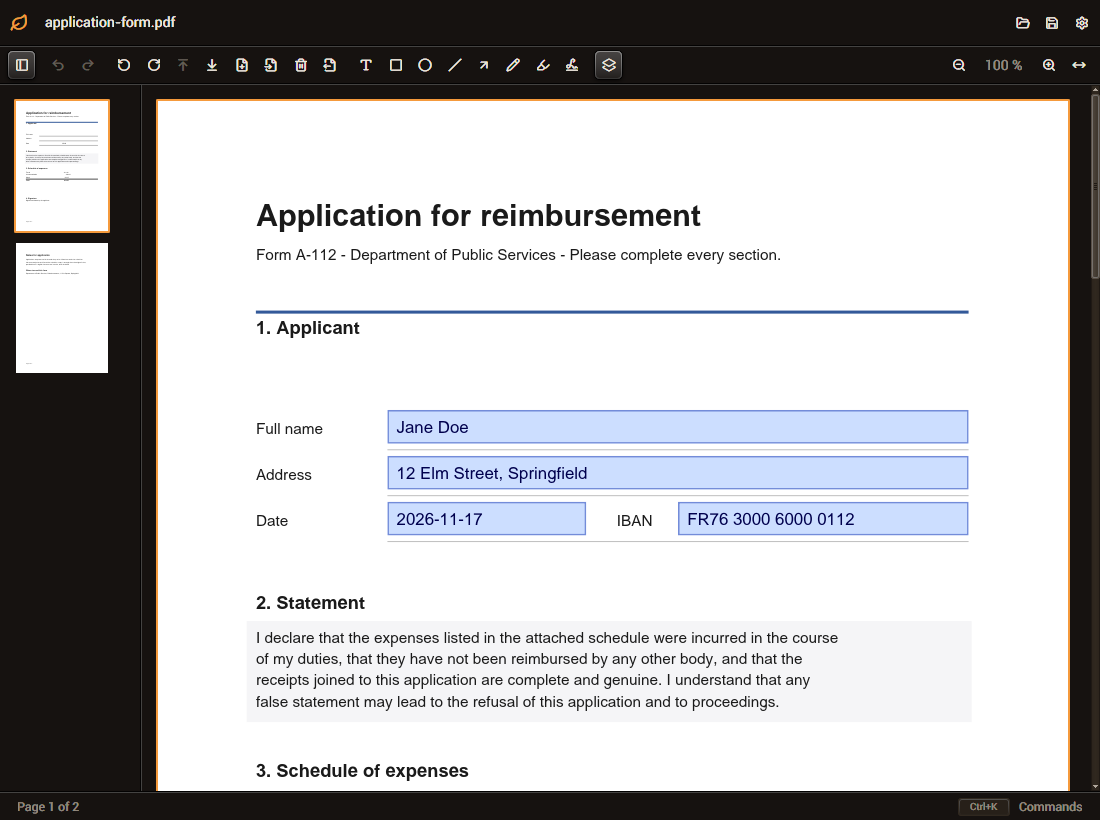 application-form.pdf
100 %
Application for reimbursement
Form A-112 - Department of Public Services - Please complete every section.
1. Applicant
Full name Jane Doe
Address 12 Elm Street, Springfield
Date 2026-11-17 IBAN FR76 3000 6000 0112
2. Statement
I declare that the expenses listed in the attached schedule were incurred in the course
of my duties, that they have not been reimbursed by any other body, and that the
receipts joined to this application are complete and genuine. I understand that any
false statement may lead to the refusal of this application and to proceedings.
3. Schedule of expenses
Page 1 of 2
Ctrl+K Commands